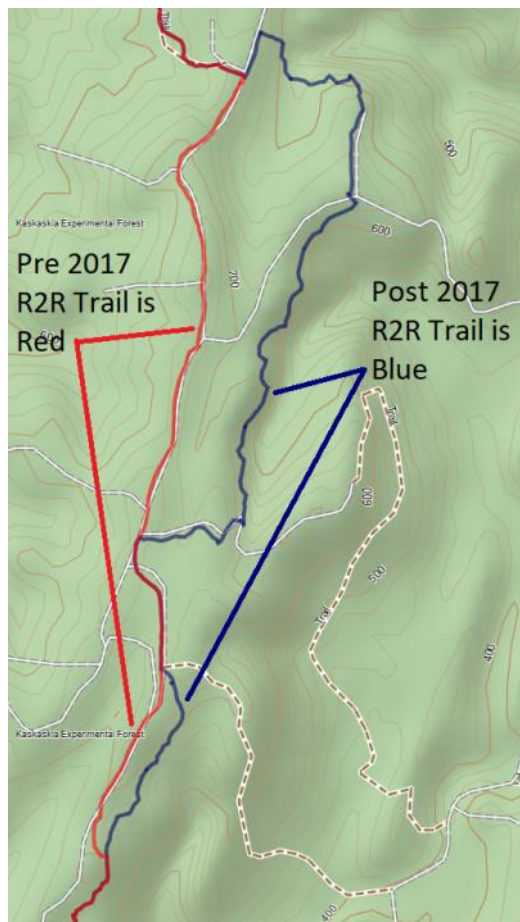 Trail
500
Kaskaskia Experimental Forest
600
Pre 2017
R2R Trail is
Red
700
Post 2017
R2R Trail is
Blue
Trail
600
500
Trail
400
Kaskaskia Experimental Forest
400